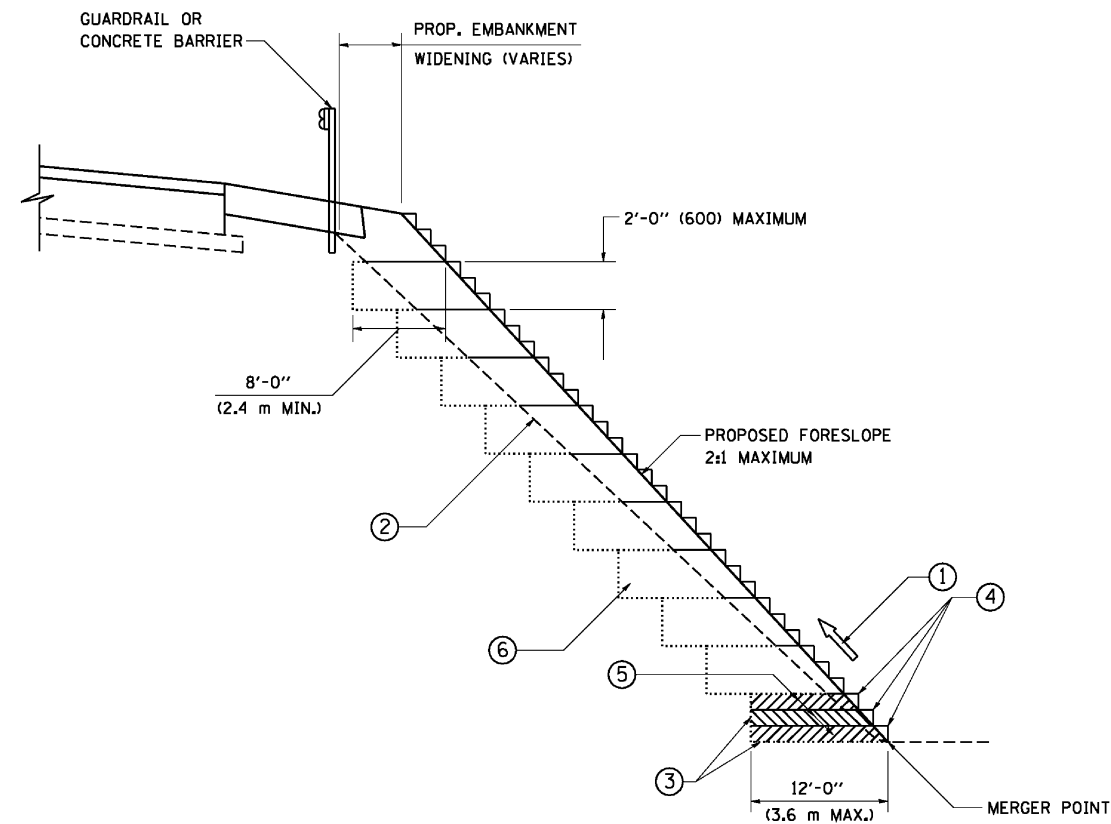 GUARDRAIL OR
CONCRETE BARRIER
PROP. EMBANKMENT
WIDENING (VARIES)
2'-0" (600) MAXIMUM
8'-0"
(2.4 m MIN.)
PROPOSED FORESLOPE
2:1 MAXIMUM
2
1
4
6
5
3
12'-0"
(3.6 m MAX.)
MERGER POINT